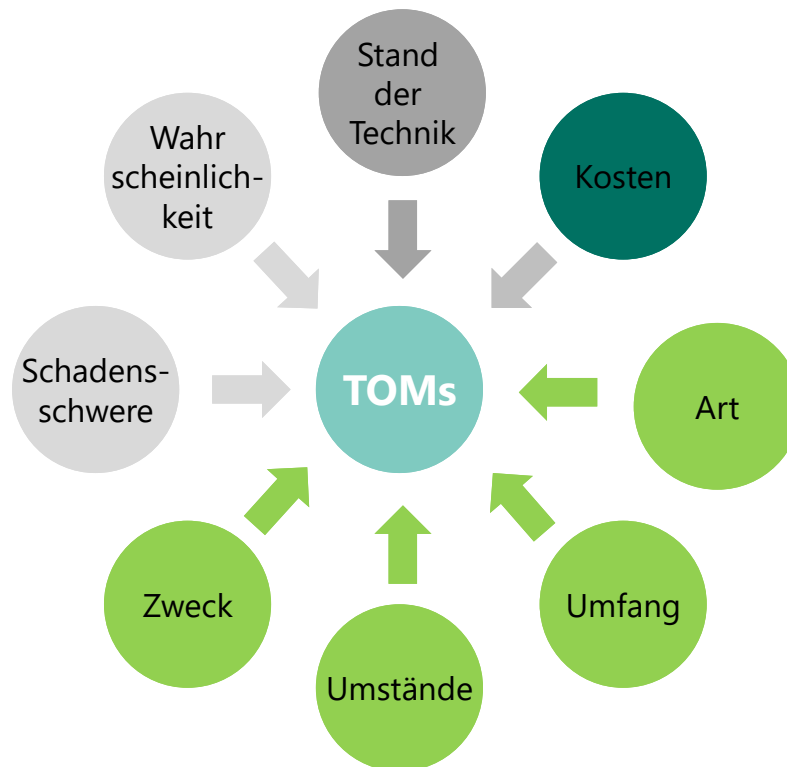 Stand
der
Technik
Wahr
scheinlich-
keit
Kosten
Schadens-
schwere
TOMs
Art
Zweck
Umfang
Umstände